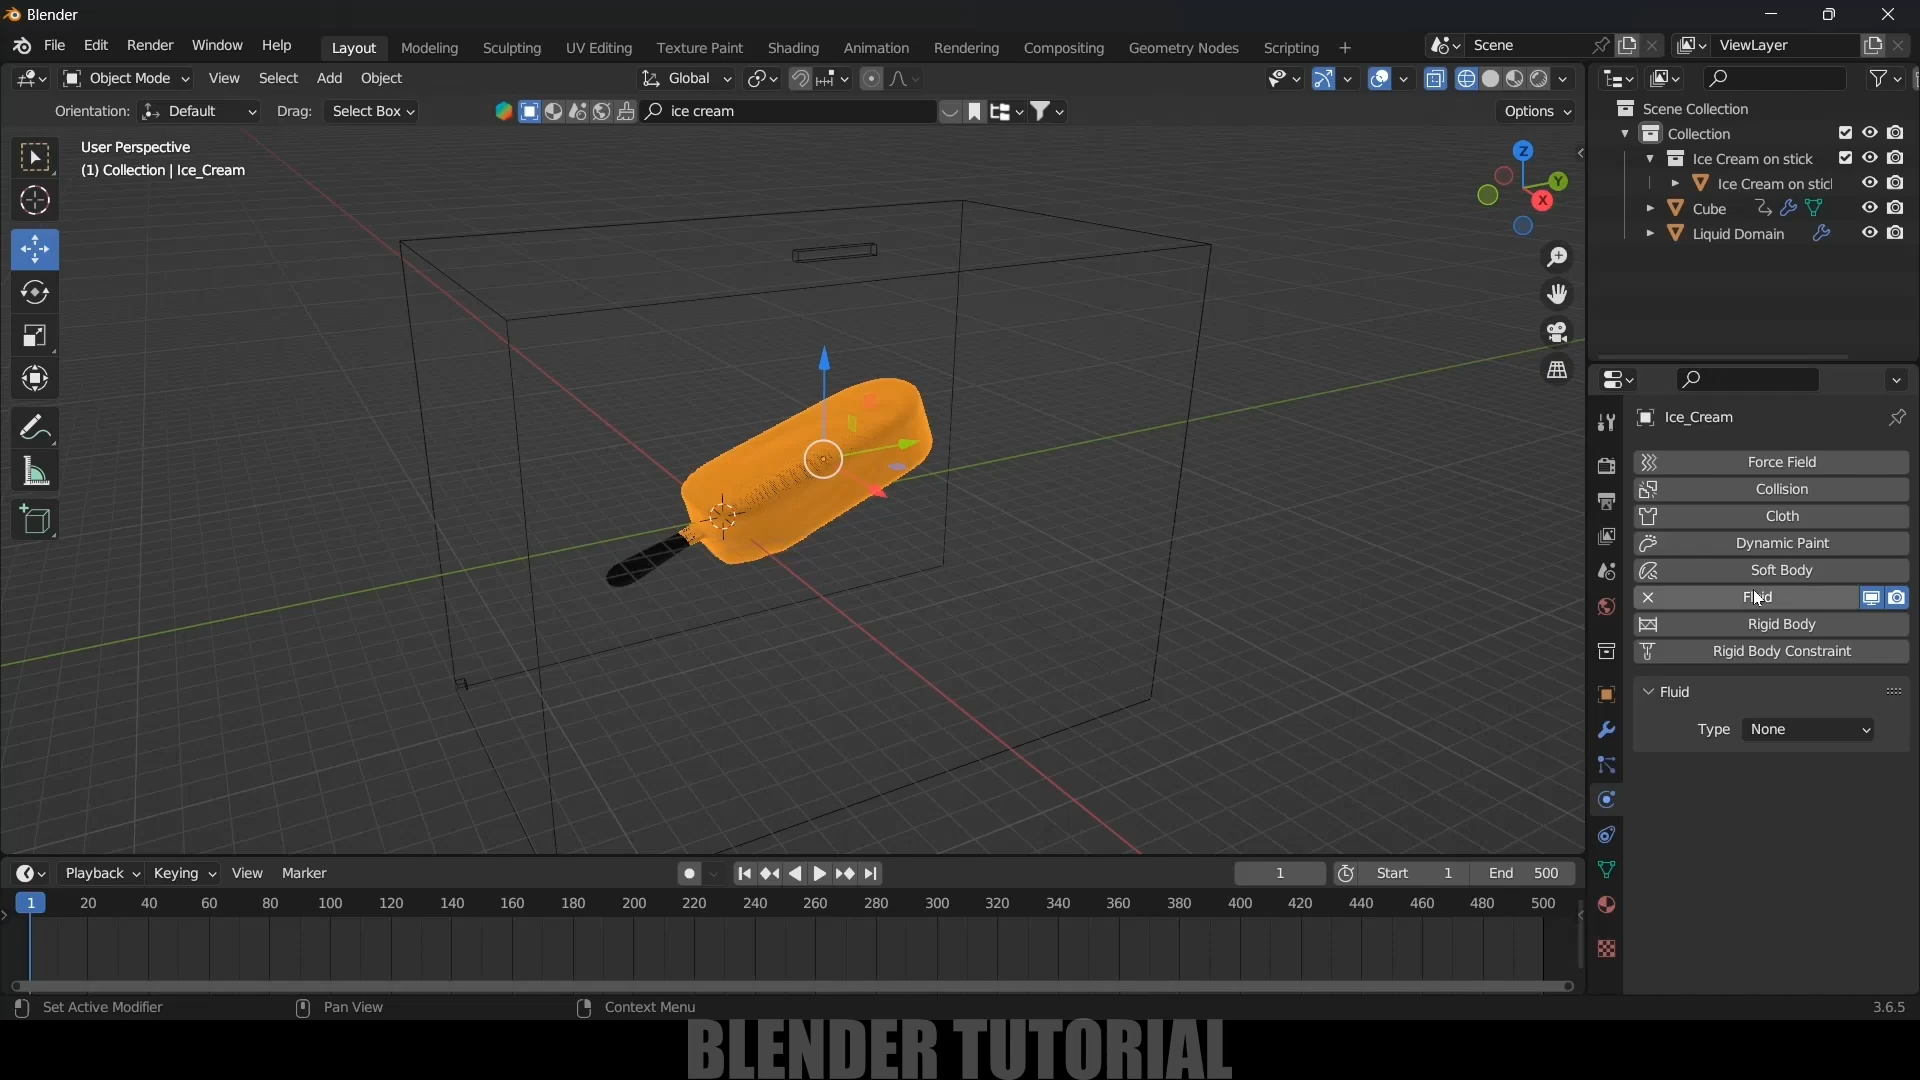 Blender
File Edit Render Window Help Layout Modeling Sculpting UV Editing Texture Paint Shading Animation Rendering Compositing Geometry Nodes Scripting + Scene ViewLayer
Object Mode View Select Add Object Global
Orientation: Default Drag: Select Box ice cream Options
User Perspective
(1) Collection | Ice_Cream
Z
Y
X
Scene Collection
Collection
Ice Cream on stick
Ice Cream on sticl
Cube
Liquid Domain
Ice_Cream
Force Field
Collision
Cloth
Dynamic Paint
Soft Body
Fluid
Rigid Body
Rigid Body Constraint
Fluid
Type None
Playback Keying View Marker 1 Start 1 End 500
1 20 40 60 80 100 120 140 160 180 200 220 240 260 280 300 320 340 360 380 400 420 440 460 480 500
Set Active Modifier Pan View Context Menu 3.6.5
BLENDER TUTORIAL